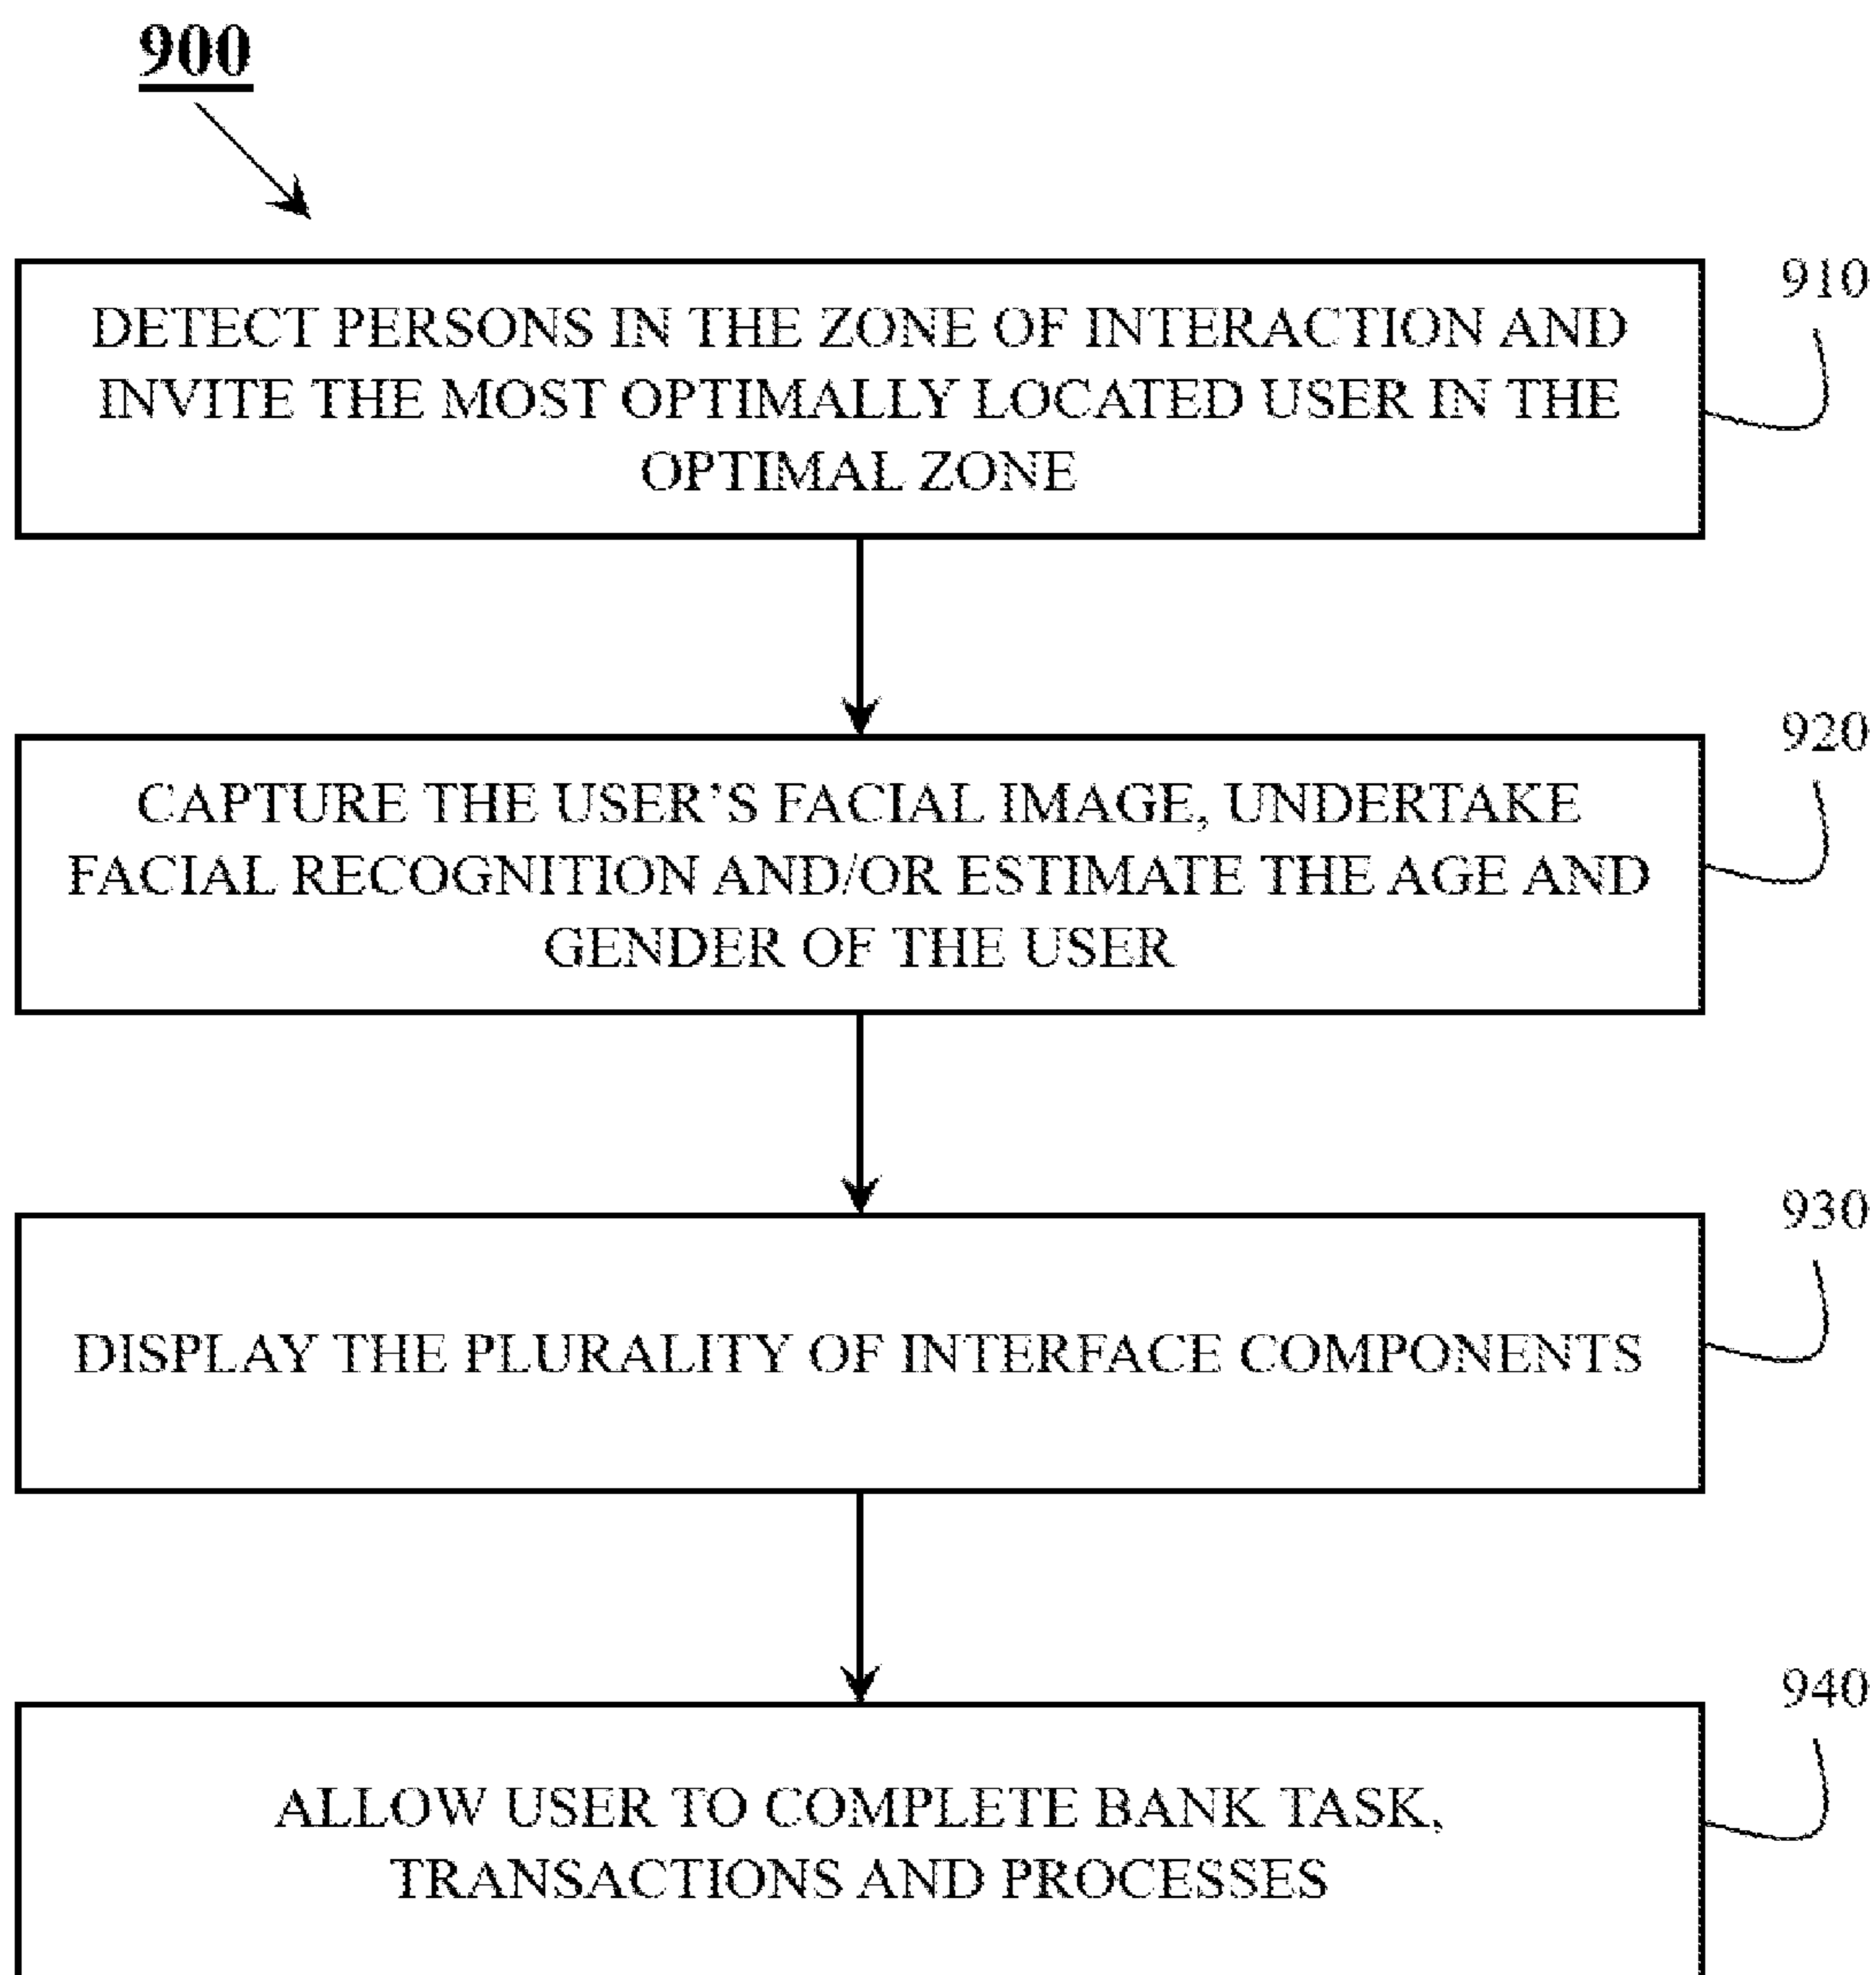 900
910
DETECT PERSONS IN THE ZONE OF INTERACTION AND
INVITE THE MOST OPTIMALLY LOCATED USER IN THE
OPTIMAL ZONE
920
CAPTURE THE USER’S FACIAL IMAGE, UNDERTAKE
FACIAL RECOGNITION AND/OR ESTIMATE THE AGE AND
GENDER OF THE USER
930
DISPLAY THE PLURALITY OF INTERFACE COMPONENTS
940
ALLOW USER TO COMPLETE BANK TASK,
TRANSACTIONS AND PROCESSES